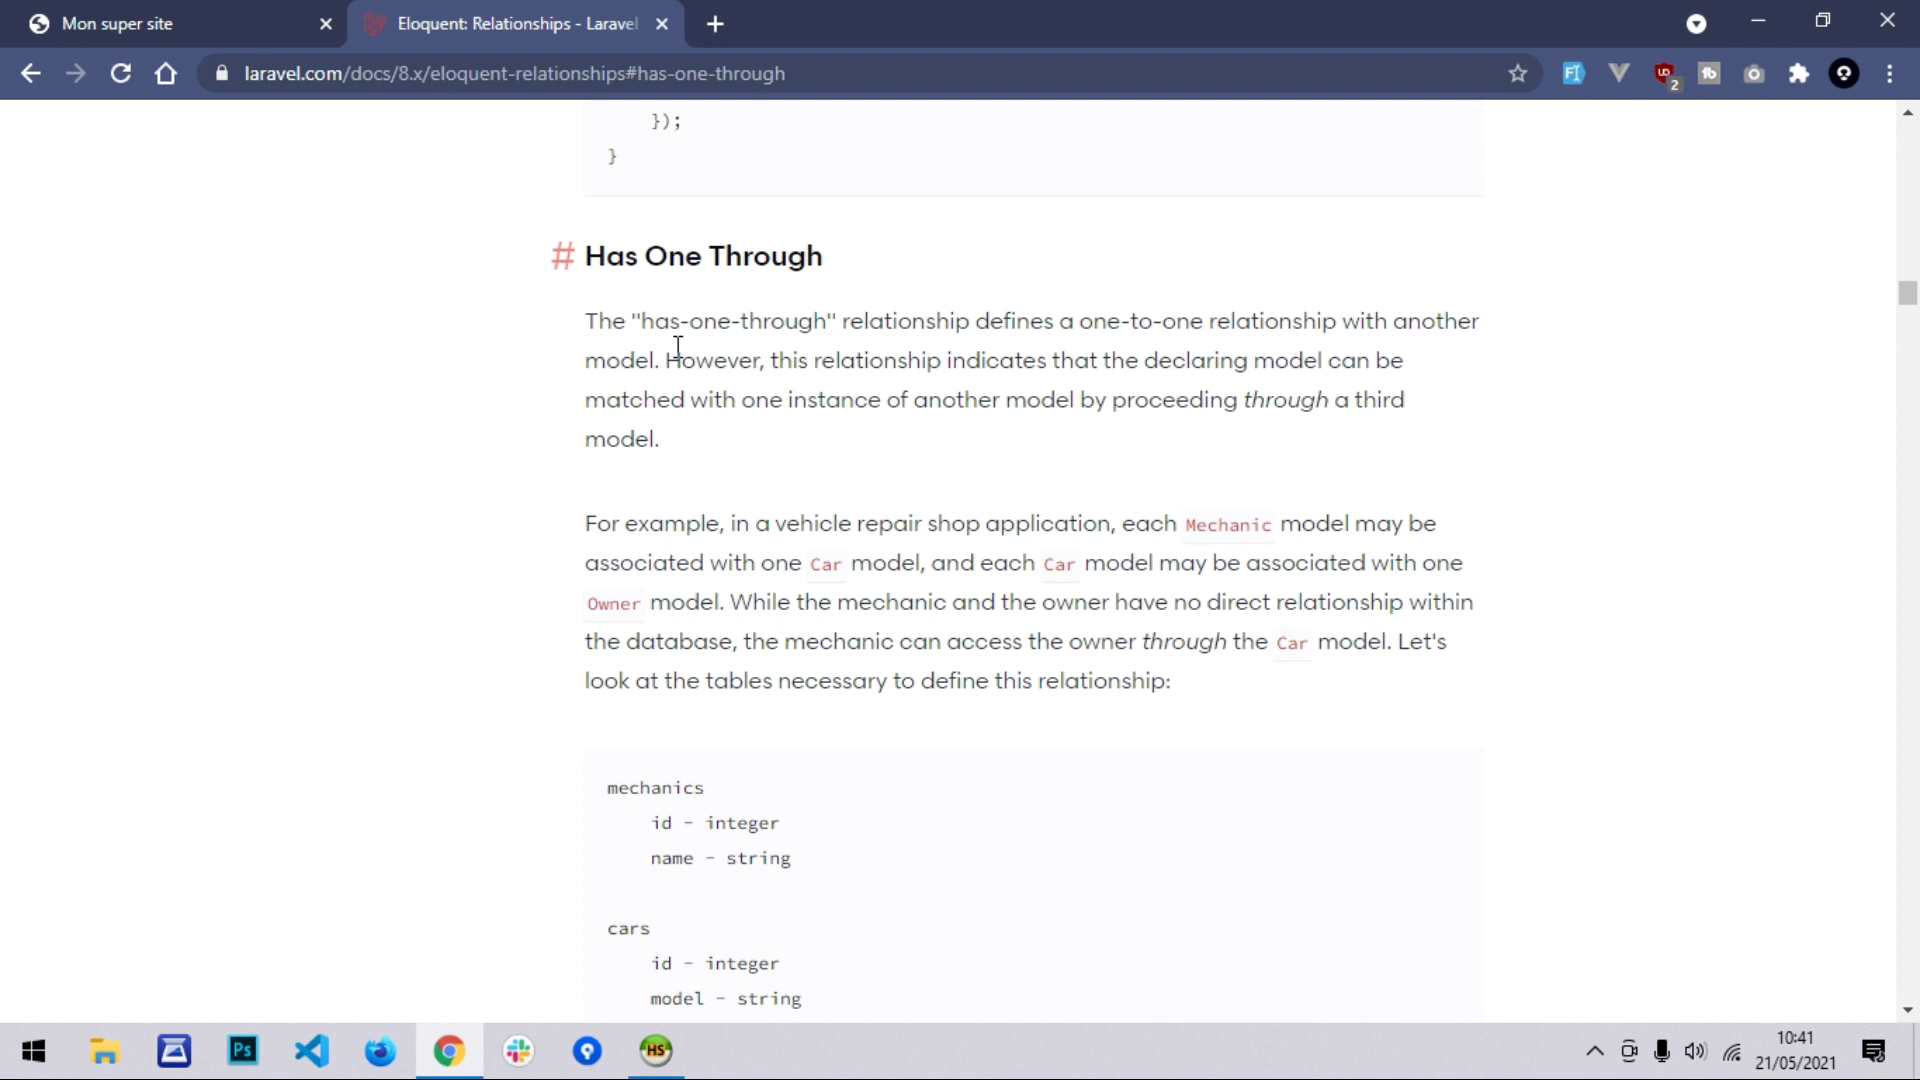 Mon super site
Eloquent: Relationships - Laravel
laravel.com/docs/8.x/eloquent-relationships#has-one-through
2
});
}
# Has One Through
The "has-one-through" relationship defines a one-to-one relationship with another
model. However, this relationship indicates that the declaring model can be
matched with one instance of another model by proceeding through a third
model.
For example, in a vehicle repair shop application, each Mechanic model may be
associated with one Car model, and each Car model may be associated with one
Owner model. While the mechanic and the owner have no direct relationship within
the database, the mechanic can access the owner through the Car model. Let's
look at the tables necessary to define this relationship:
mechanics
id - integer
name - string
cars
id - integer
model - string
Ps
HS
10:41
21/05/2021